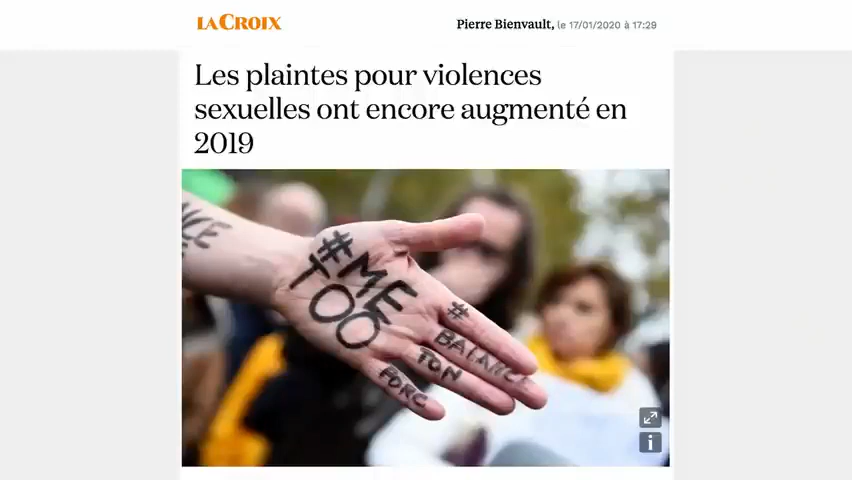 LA CROIX
Pierre Bienvault, le 17/01/2020 à 17:29
Les plaintes pour violences
sexuelles ont encore augmenté en
2019
#ME
TOO
#
BALANCE
TON
PORC